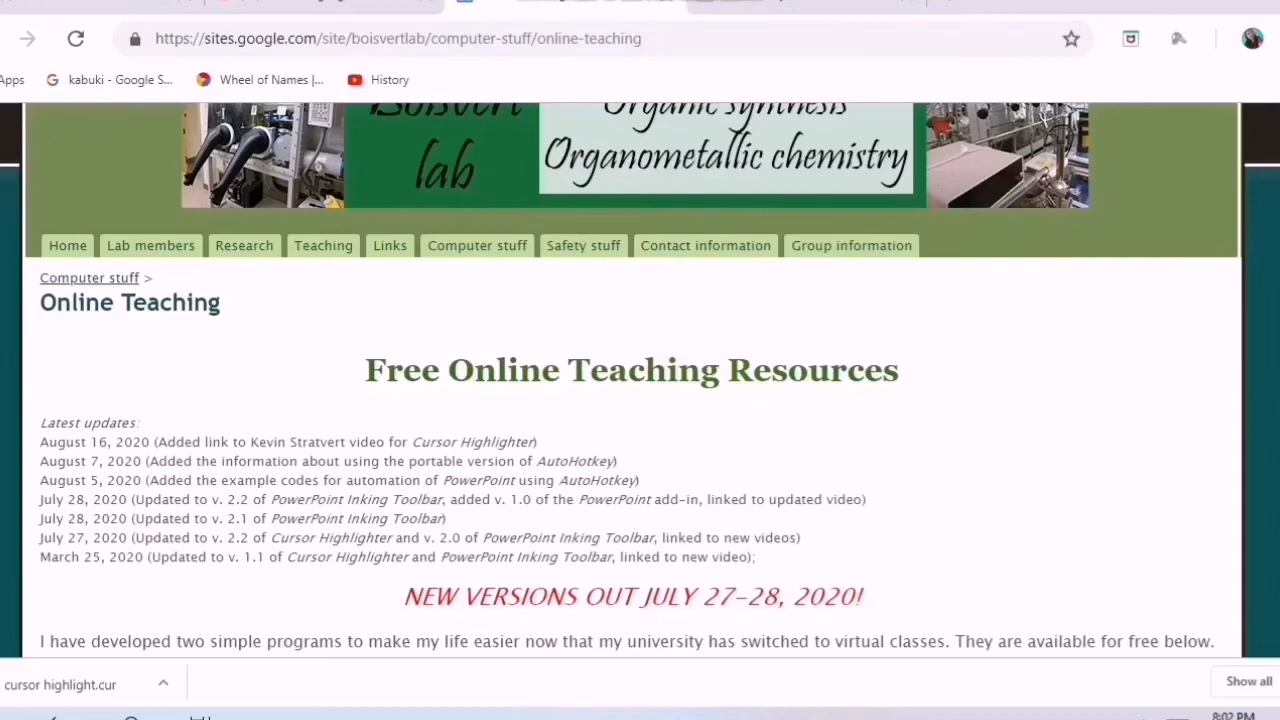 https://sites.google.com/site/boisvertlab/computer-stuff/online-teaching
Apps
kabuki - Google S...
Wheel of Names |...
History
Boisvert
lab
Organic synthesis
Organometallic chemistry
Home
Lab members
Research
Teaching
Links
Computer stuff
Safety stuff
Contact information
Group information
Computer stuff >
Online Teaching
Free Online Teaching Resources
Latest updates:
August 16, 2020 (Added link to Kevin Stratvert video for Cursor Highlighter)
August 7, 2020 (Added the information about using the portable version of AutoHotkey)
August 5, 2020 (Added the example codes for automation of PowerPoint using AutoHotkey)
July 28, 2020 (Updated to v. 2.2 of PowerPoint Inking Toolbar, added v. 1.0 of the PowerPoint add-in, linked to updated video)
July 28, 2020 (Updated to v. 2.1 of PowerPoint Inking Toolbar)
July 27, 2020 (Updated to v. 2.2 of Cursor Highlighter and v. 2.0 of PowerPoint Inking Toolbar, linked to new videos)
March 25, 2020 (Updated to v. 1.1 of Cursor Highlighter and PowerPoint Inking Toolbar, linked to new video);
NEW VERSIONS OUT JULY 27-28, 2020!
I have developed two simple programs to make my life easier now that my university has switched to virtual classes. They are available for free below.
cursor highlight.cur
Show all
8:02 PM